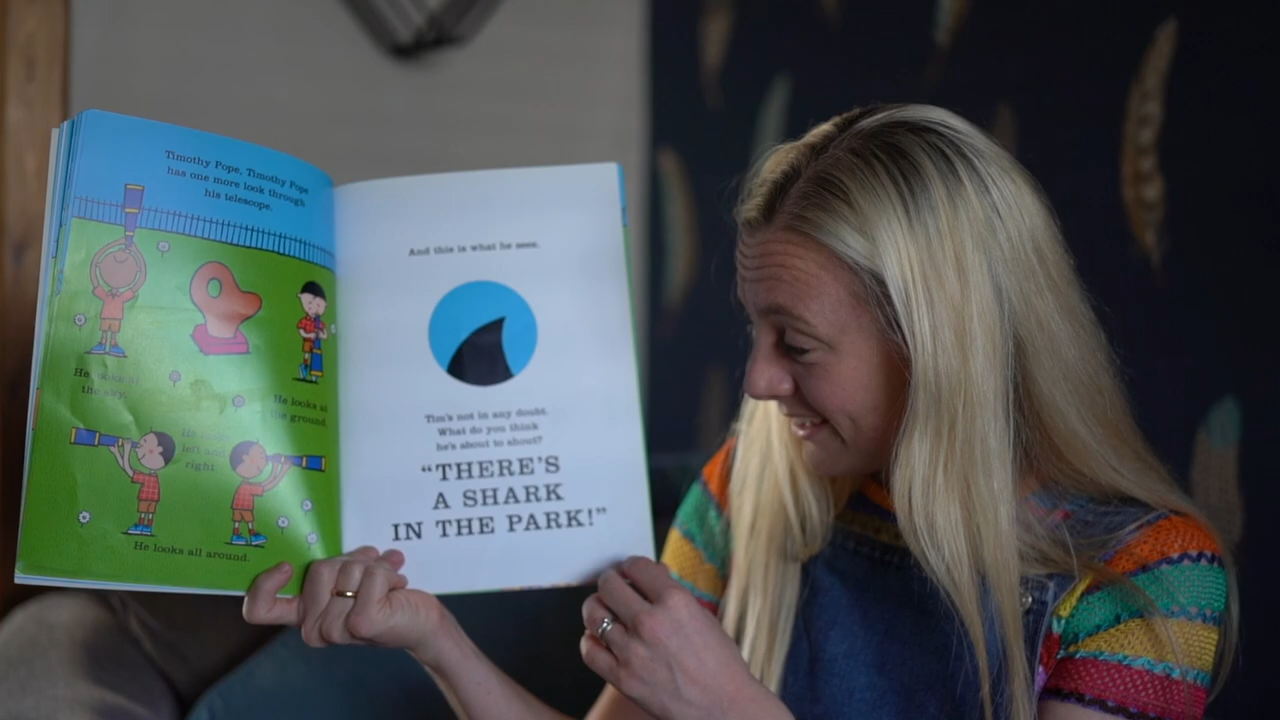 Timothy Pope, Timothy Pope
has one more look through
his telescope.
He looks at
the sky.
He looks at
the ground
He looks
left and
right.
He looks all around.
And this is what he sees.
Tim's not in any doubt.
What do you think
he's about to shout?
"THERE'S
A SHARK
IN THE PARK!"